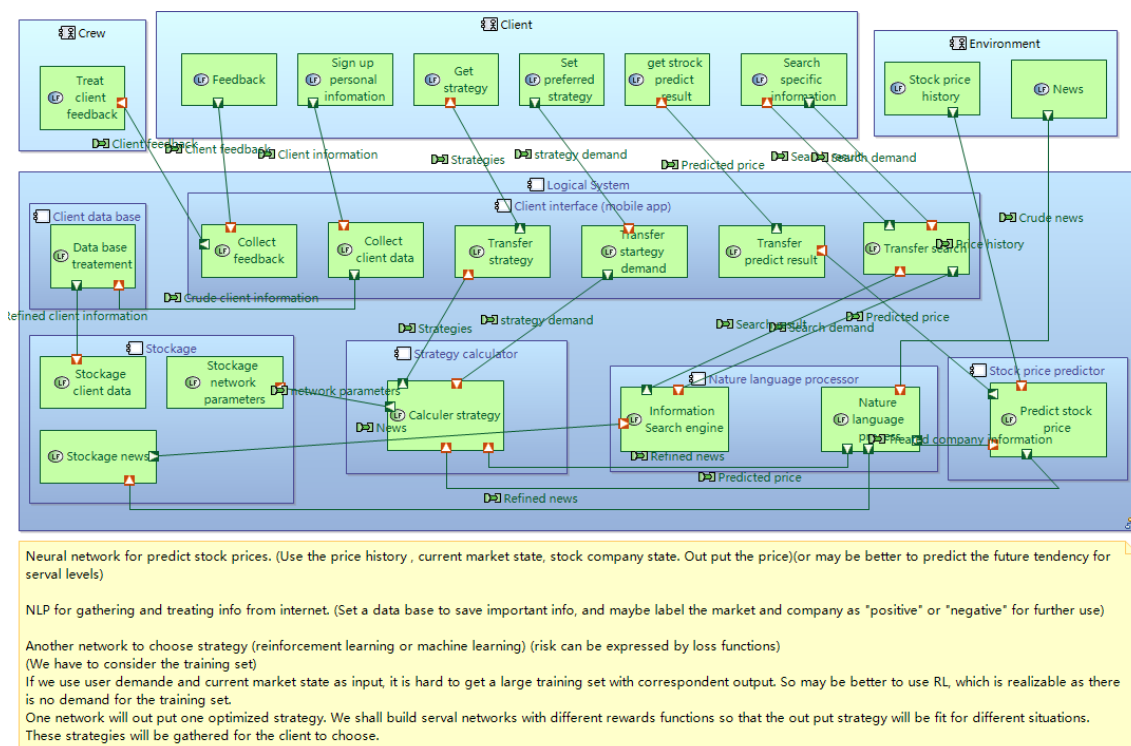 Crew
Client
Environment
Treat
client
feedback
Feedback
Sign up
personal
infomation
Get
strategy
Set
preferred
strategy
get strock
predict
result
Search
specific
information
Stock price
history
News
Client feedback
Client feedback
Client information
Strategies
strategy demand
Predicted price
Search demand
Logical System
Client data base
Client interface (mobile app)
Crude news
Data base
treatement
Collect
feedback
Collect
client data
Transfer
strategy
Transfer
startegy
demand
Transfer
predict result
Transfer search
Price history
Crude client information
Refined client information
Strategies
strategy demand
Search result
Search demand
Predicted price
Stockage
Strategy calculator
Nature language processor
Stock price predictor
Stockage
client data
Stockage
network
parameters
network parameters
Calculer strategy
Information
Search engine
Nature
language
Predict stock
price
News
Treated company information
Stockage news
Refined news
Predicted price
Refined news
Neural network for predict stock prices. (Use the price history , current market state, stock company state. Out put the price)(or may be better to predict the future tendency for
serval levels)
NLP for gathering and treating info from internet. (Set a data base to save important info, and maybe label the market and company as "positive" or "negative" for further use)
Another network to choose strategy (reinforcement learning or machine learning) (risk can be expressed by loss functions)
(We have to consider the training set)
If we use user demande and current market state as input, it is hard to get a large training set with correspondent output. So may be better to use RL, which is realizable as there
is no demand for the training set.
One network will out put one optimized strategy. We shall build serval networks with different rewards functions so that the out put strategy will be fit for different situations.
These strategies will be gathered for the client to choose.